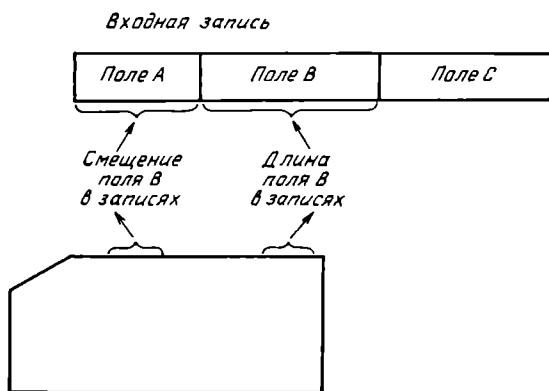 Входная запись
Поле А
Поле В
Поле С
Смещение
поля В
в записях
Длина
поля В
в записях